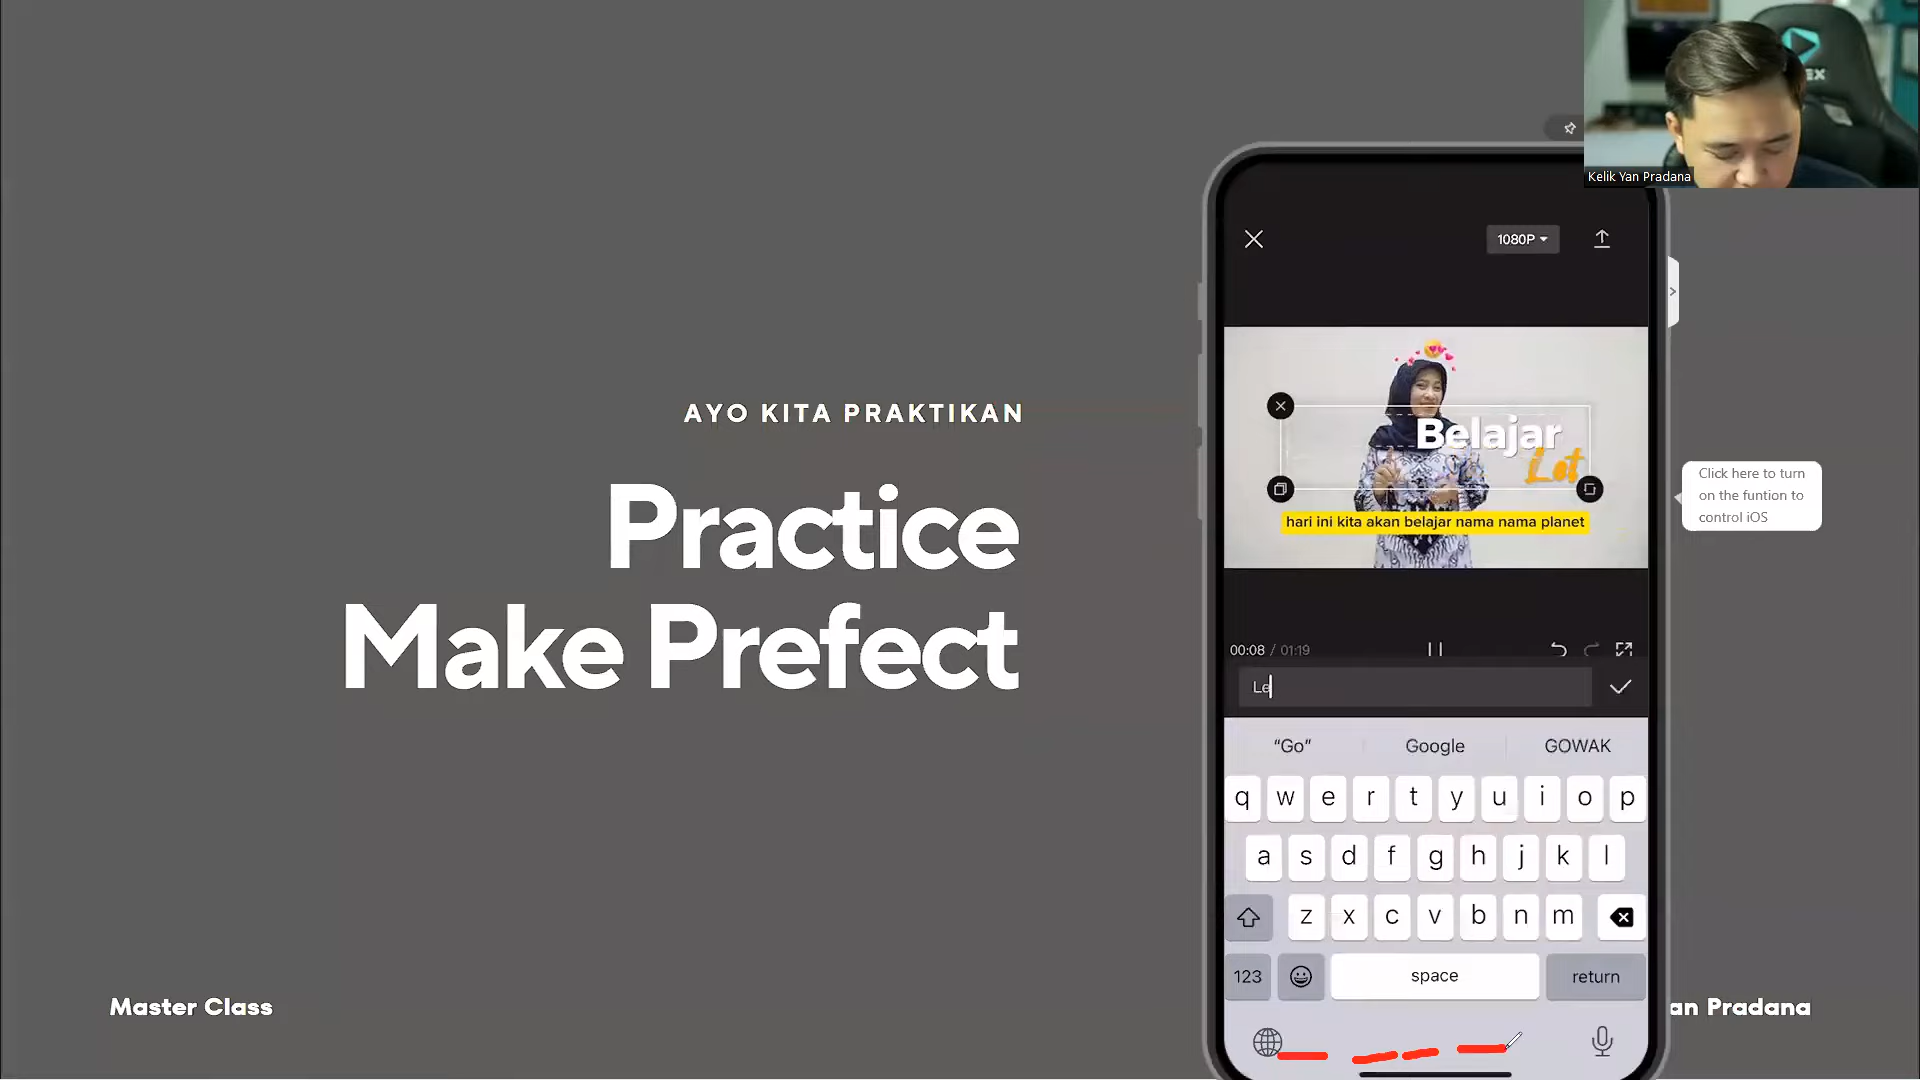 EX
Kelik Yan Pradana
1080P
AYO KITA PRAKTIKAN
Practice
Make Prefect
Belajar
Let
hari ini kita akan belajar nama nama planet
Click here to turn
on the funtion to
control iOS
00:08 / 01:19
Le
“Go” Google GOWAK
q w e r t y u i o p
a s d f g h j k l
z x c v b n m
123 space return
Master Class
an Pradana